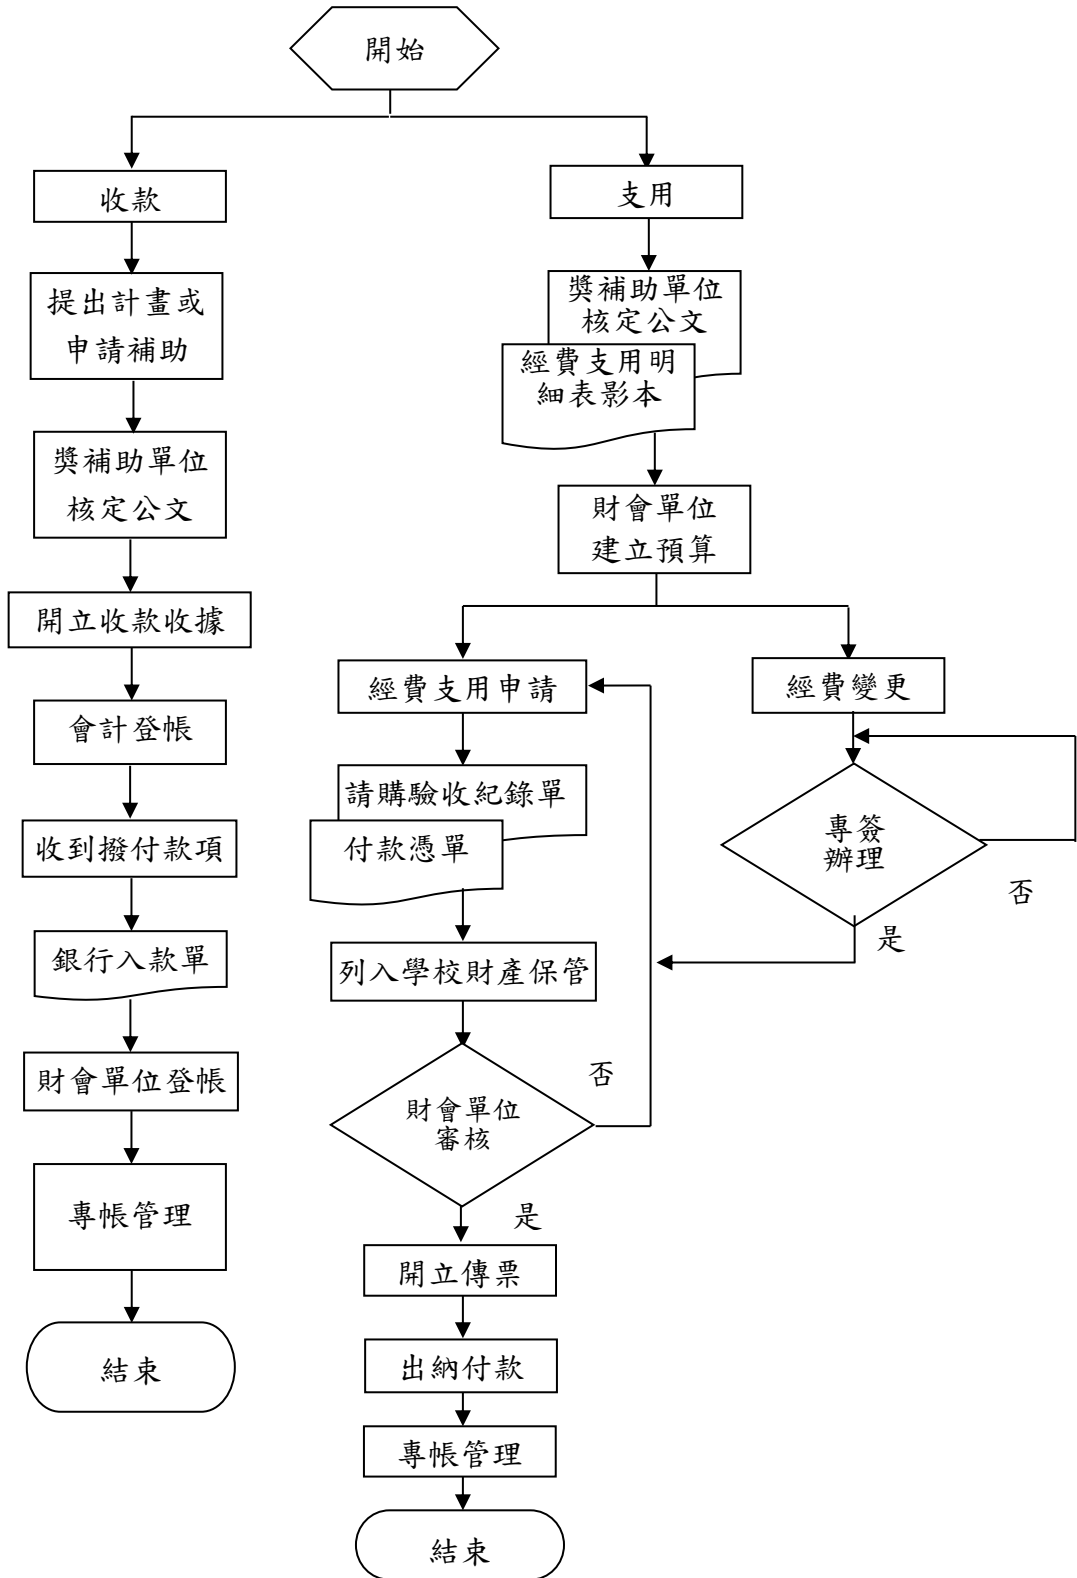 開始
收款
提出計畫或
申請補助
獎補助單位
核定公文
開立收款收據
會計登帳
收到撥付款項
銀行入款單
財會單位登帳
專帳管理
結束
支用
獎補助單位
核定公文
經費支用明
細表影本
財會單位
建立預算
經費支用申請
請購驗收紀錄單
付款憑單
列入學校財產保管
財會單位
審核
否
是
開立傳票
出納付款
專帳管理
結束
經費變更
專簽
辦理
否
是